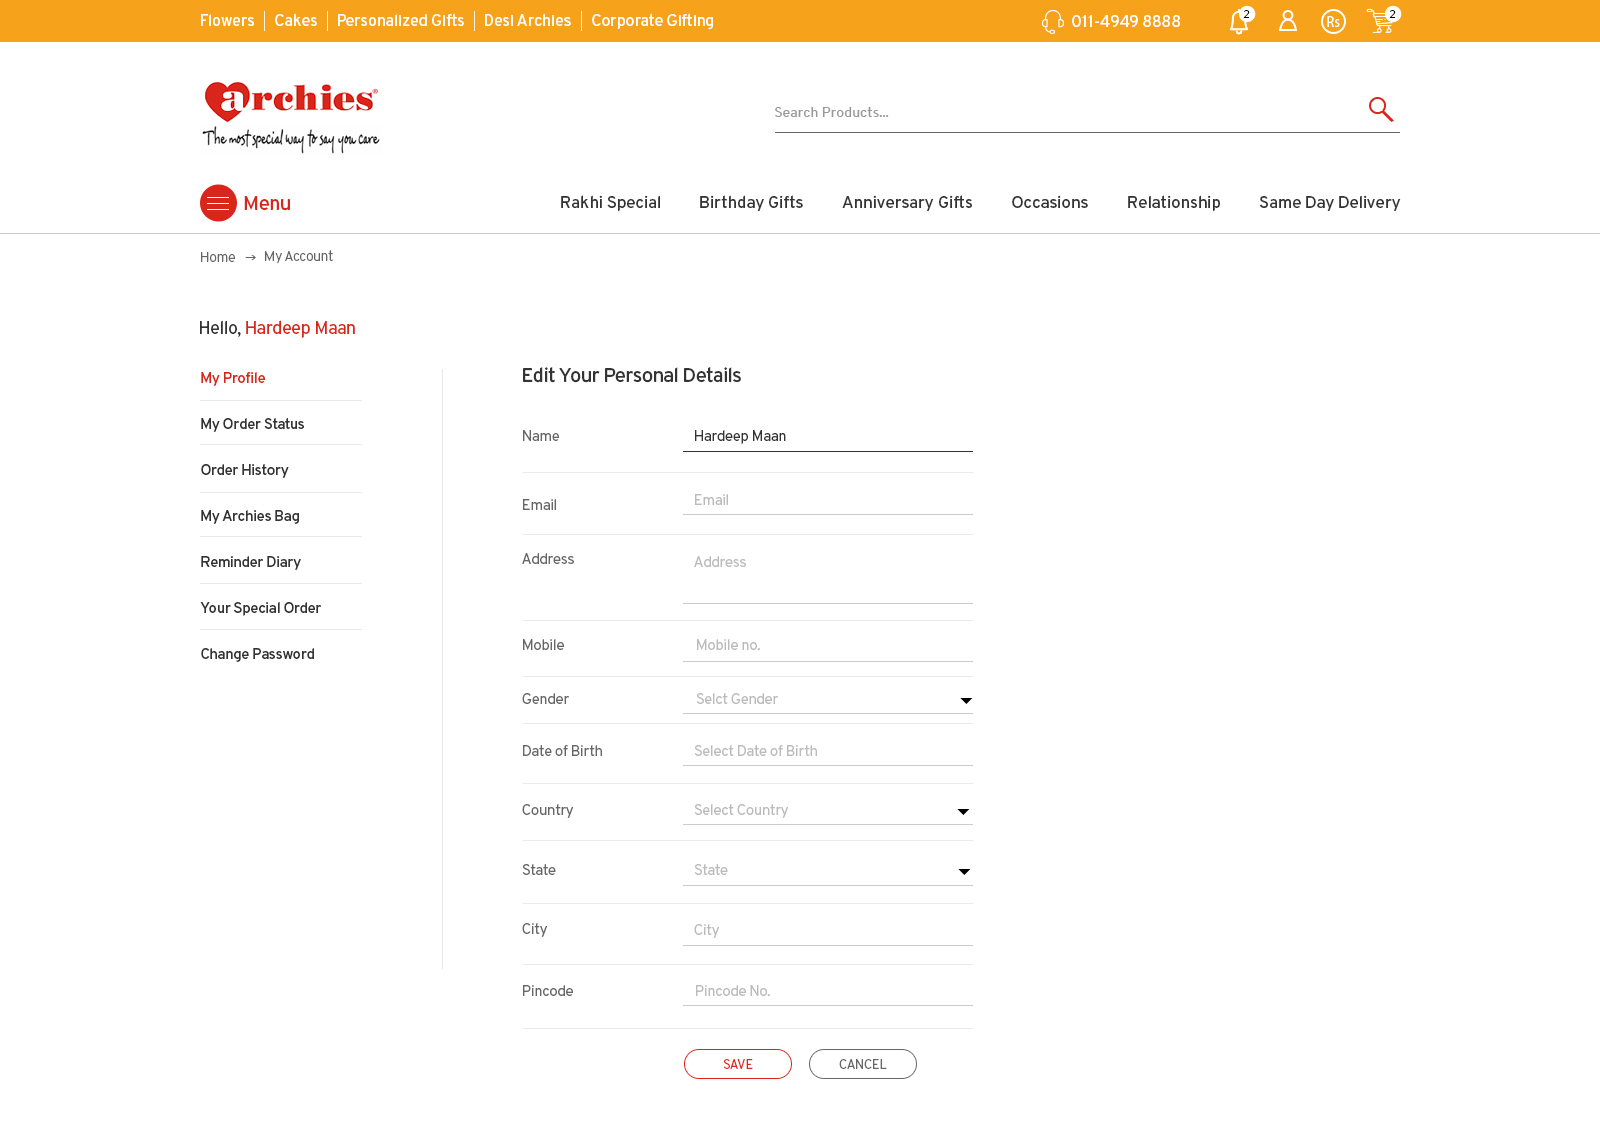 Flowers Cakes Personalized Gifts Desi Archies Corporate Gifting 011-4949 8888 2 Rs 2
archies®
The most special way to say you care
Search Products...
Menu Rakhi Special Birthday Gifts Anniversary Gifts Occasions Relationship Same Day Delivery
Home → My Account
Hello, Hardeep Maan
My Profile
My Order Status
Order History
My Archies Bag
Reminder Diary
Your Special Order
Change Password
Edit Your Personal Details
Name Hardeep Maan
Email Email
Address Address
Mobile Mobile no.
Gender Selct Gender
Date of Birth Select Date of Birth
Country Select Country
State State
City City
Pincode Pincode No.
SAVE CANCEL